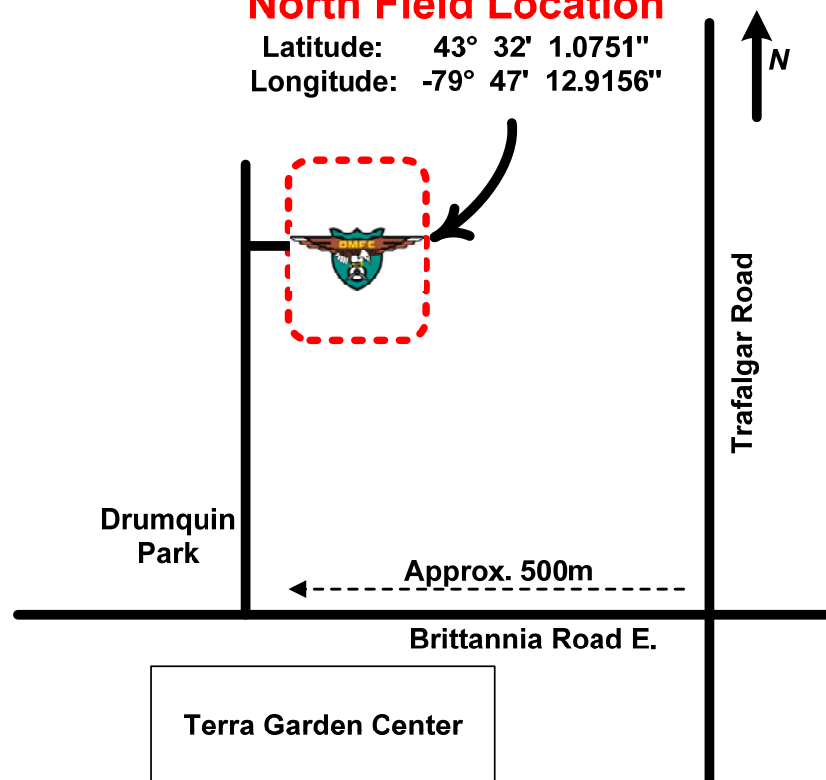 North Field Location
Latitude: 43° 32' 1.0751"
Longitude: -79° 47' 12.9156"
N
OMFC
Trafalgar Road
Drumquin
Park
Approx. 500m
Brittannia Road E.
Terra Garden Center